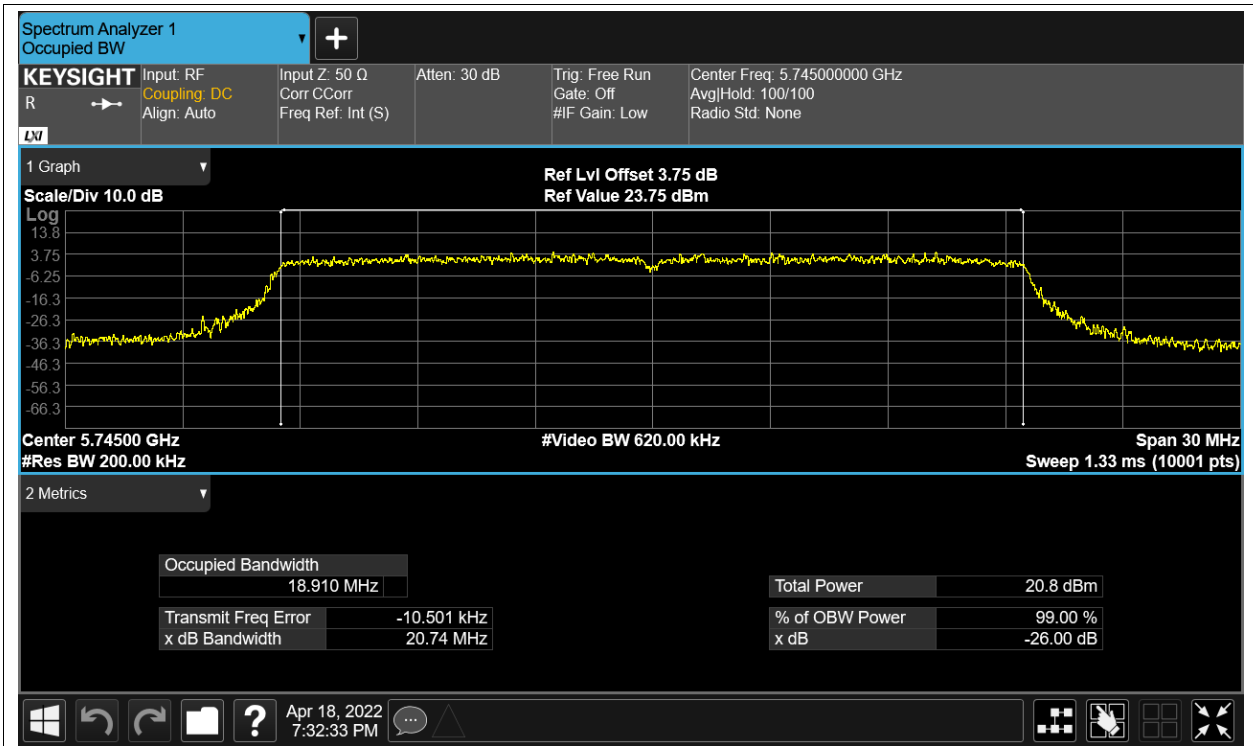 Spectrum Analyzer 1
Occupied BW
KEYSIGHT
R
LXI
Input: RF
Coupling: DC
Align: Auto
Input Z: 50 Ω
Corr CCorr
Freq Ref: Int (S)
Atten: 30 dB
Trig: Free Run
Gate: Off
#IF Gain: Low
Center Freq: 5.745000000 GHz
Avg|Hold: 100/100
Radio Std: None
1 Graph
Scale/Div 10.0 dB
Ref Lvl Offset 3.75 dB
Ref Value 23.75 dBm
Log
13.8
3.75
-6.25
-16.3
-26.3
-36.3
-46.3
-56.3
-66.3
Center 5.74500 GHz
#Video BW 620.00 kHz
Span 30 MHz
#Res BW 200.00 kHz
Sweep 1.33 ms (10001 pts)
2 Metrics
Occupied Bandwidth
18.910 MHz
Total Power 20.8 dBm
Transmit Freq Error -10.501 kHz
% of OBW Power 99.00 %
x dB Bandwidth 20.74 MHz
x dB -26.00 dB
?
Apr 18, 2022
7:32:33 PM